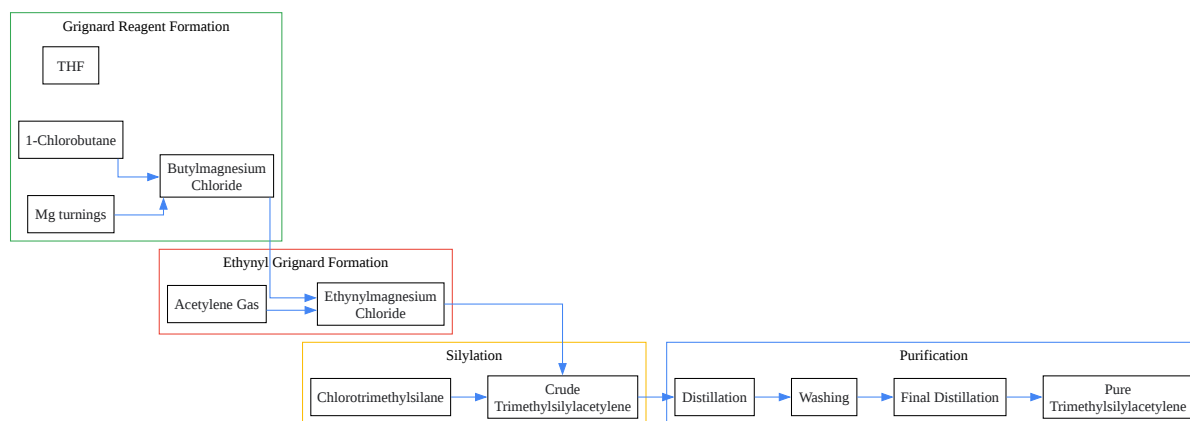 Grignard Reagent Formation
THF
1-Chlorobutane
Butylmagnesium
Chloride
Mg turnings
Ethynyl Grignard Formation
Acetylene Gas
Ethynylmagnesium
Chloride
Silylation
Chlorotrimethylsilane
Crude
Trimethylsilylacetylene
Purification
Distillation
Washing
Final Distillation
Pure
Trimethylsilylacetylene